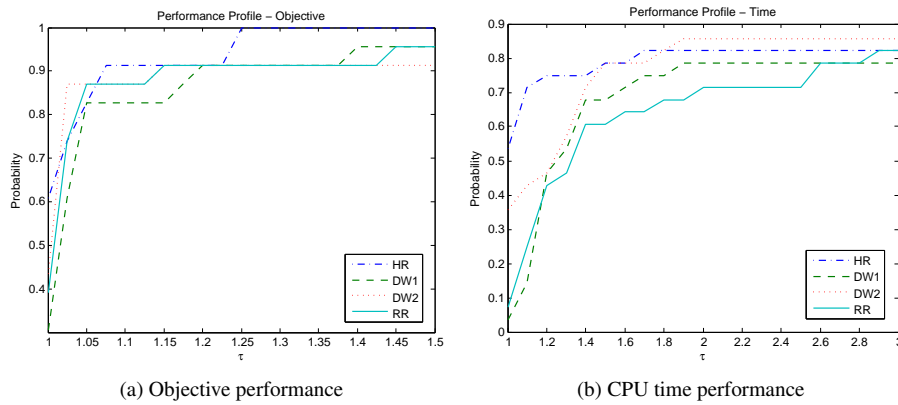 Performance Profile – Objective
1
0.9
0.8
0.7
0.6
0.5
0.4
Probability
HR
DW1
DW2
RR
1 1.05 1.1 1.15 1.2 1.25 1.3 1.35 1.4 1.45 1.5
τ
(a) Objective performance
Performance Profile – Time
0.9
0.8
0.7
0.6
0.5
0.4
0.3
0.2
0.1
0
Probability
HR
DW1
DW2
RR
1 1.2 1.4 1.6 1.8 2 2.2 2.4 2.6 2.8 3
τ
(b) CPU time performance